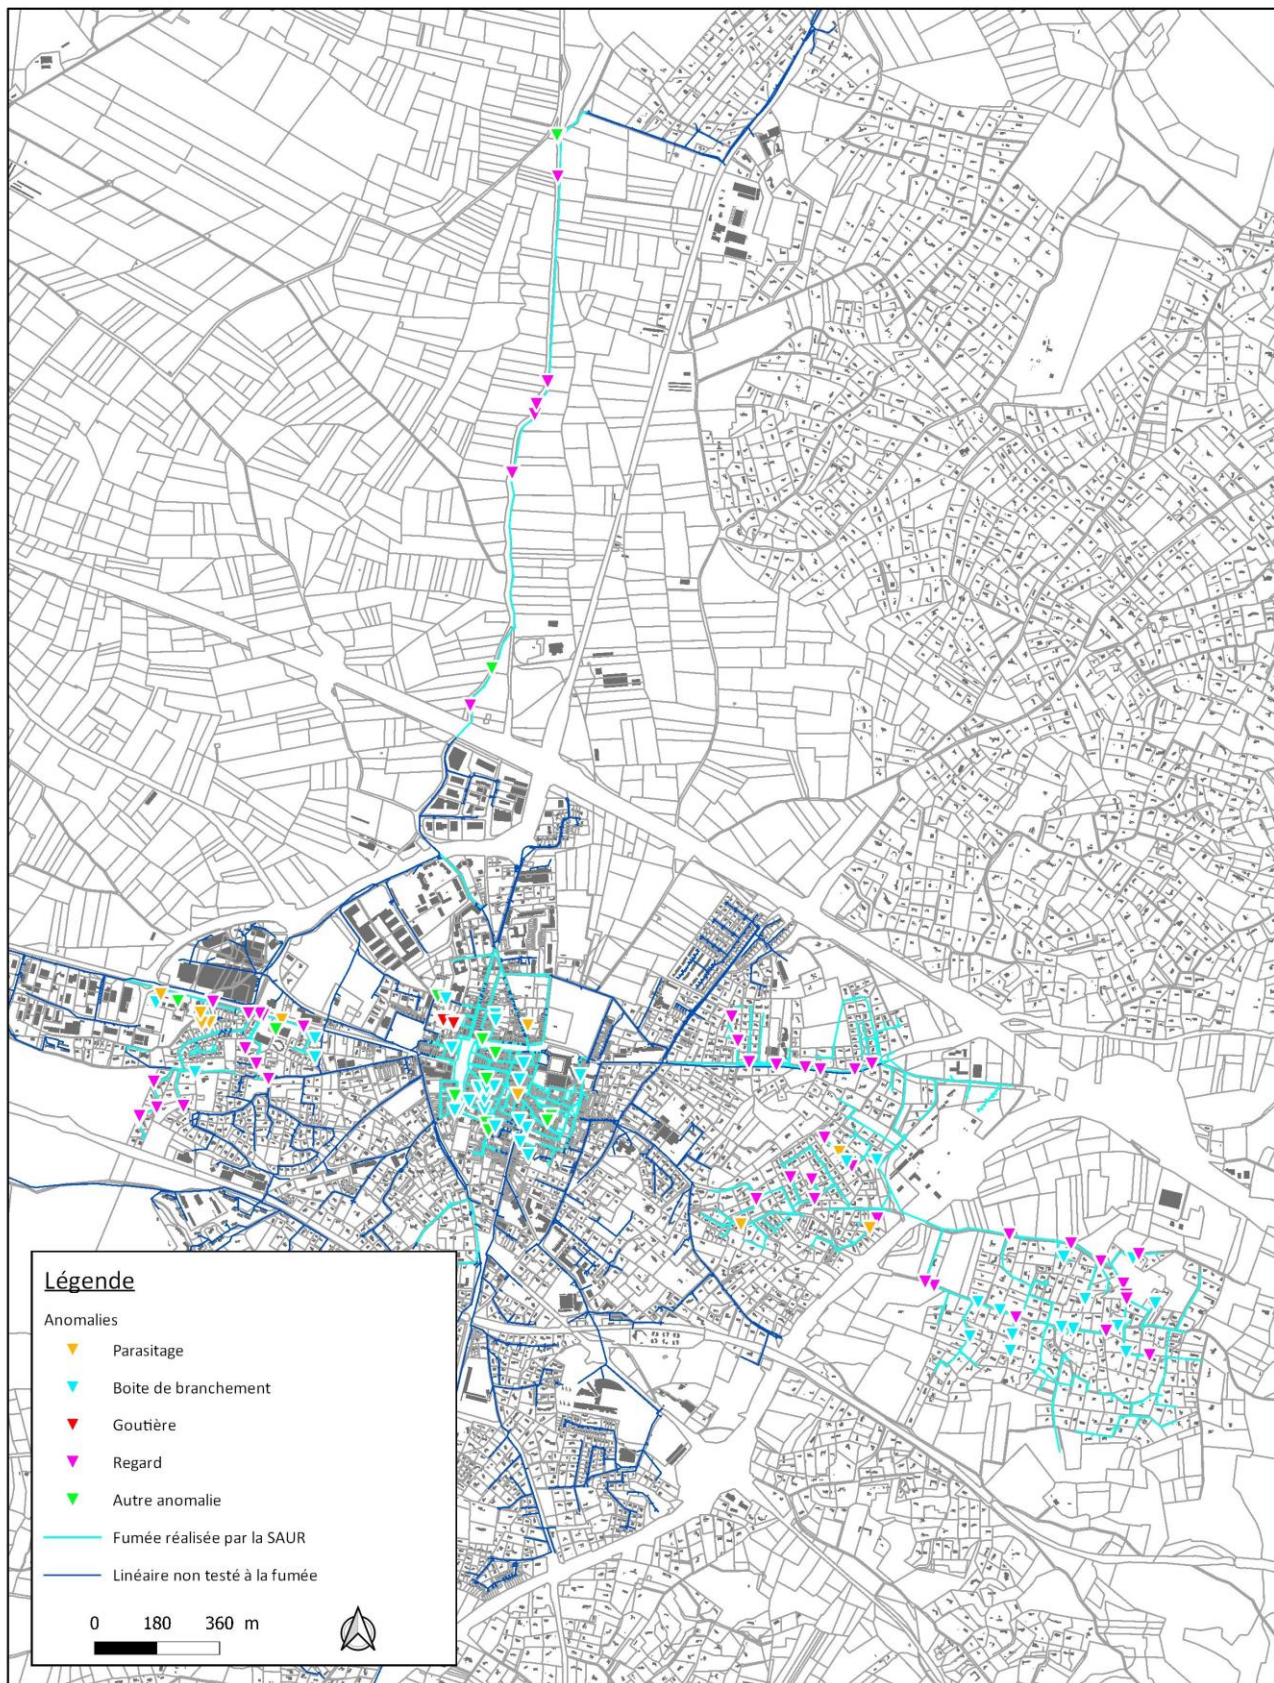 Légende
Anomalies
Parasitage
Boite de branchement
Goutière
Regard
Autre anomalie
Fumée réalisée par la SAUR
Linéaire non testé à la fumée
0 180 360 m